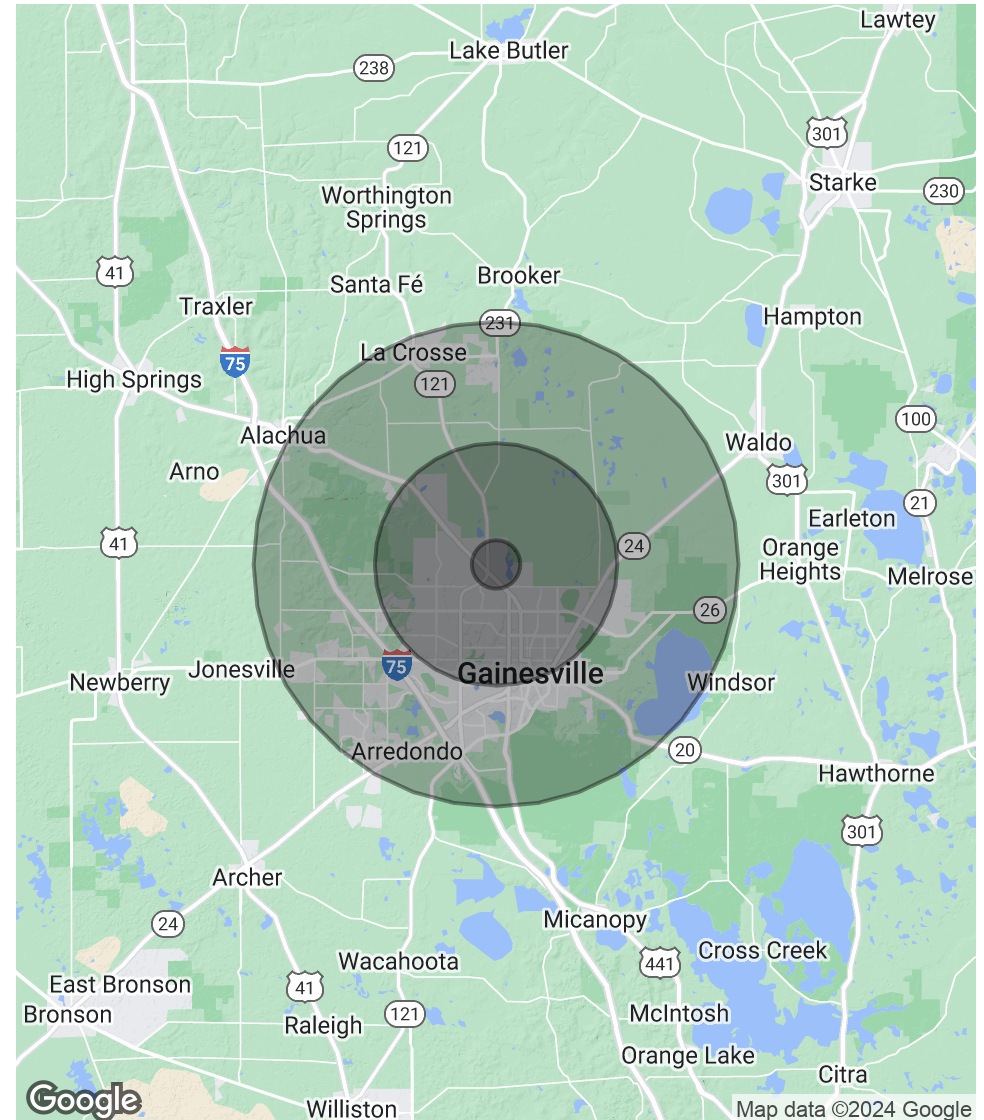 Lawtey
Lake Butler
238
301
121
Starke
230
Worthington
Springs
41
Santa Fé
Brooker
Traxler
231
Hampton
La Crosse
75
High Springs
121
100
Alachua
Waldo
Arno
301
21
Earleton
41
24
Orange
Heights
Melrose
26
75
Jonesville
Gainesville
Newberry
Windsor
20
Arredondo
Hawthorne
301
Archer
24
Micanopy
Cross Creek
Wacahoota
441
East Bronson
41
Bronson
121
McIntosh
Raleigh
Orange Lake
Citra
Google
Williston
Map data ©2024 Google